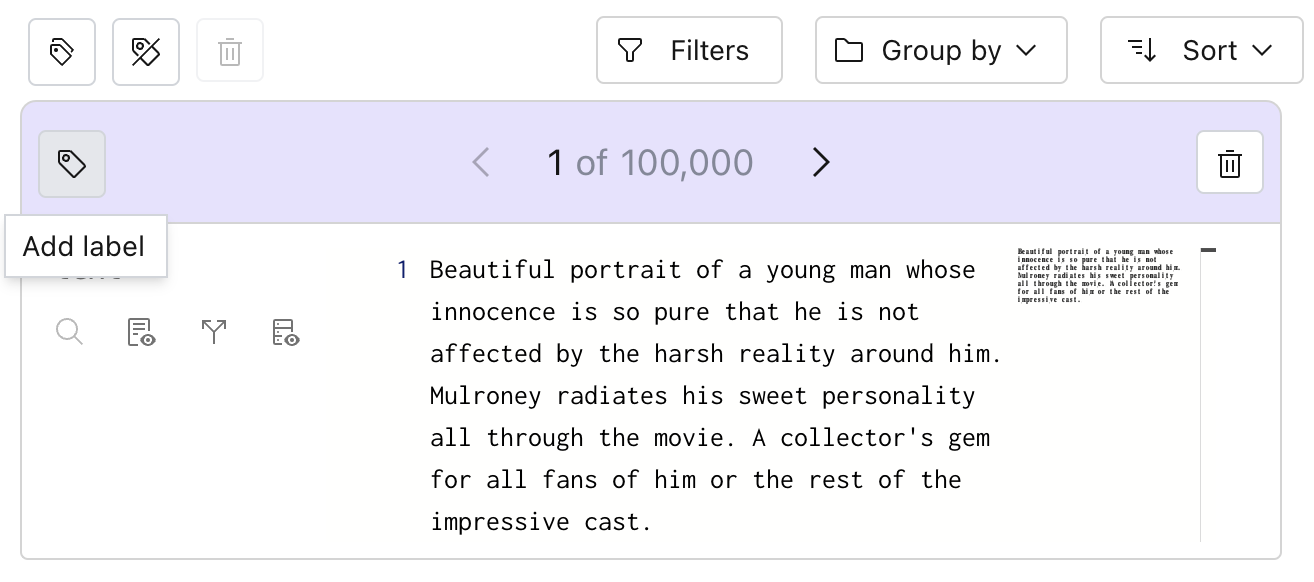 Filters
Group by
Sort
1 of 100,000
Add label
1 Beautiful portrait of a young man whose
innocence is so pure that he is not
affected by the harsh reality around him.
Mulroney radiates his sweet personality
all through the movie. A collector's gem
for all fans of him or the rest of the
impressive cast.
Beautiful portrait of a young man whose
innocence is so pure that he is not
affected by the harsh reality around him.
Mulroney radiates his sweet personality
all through the movie. A collector's gem
for all fans of him or the rest of the
impressive cast.